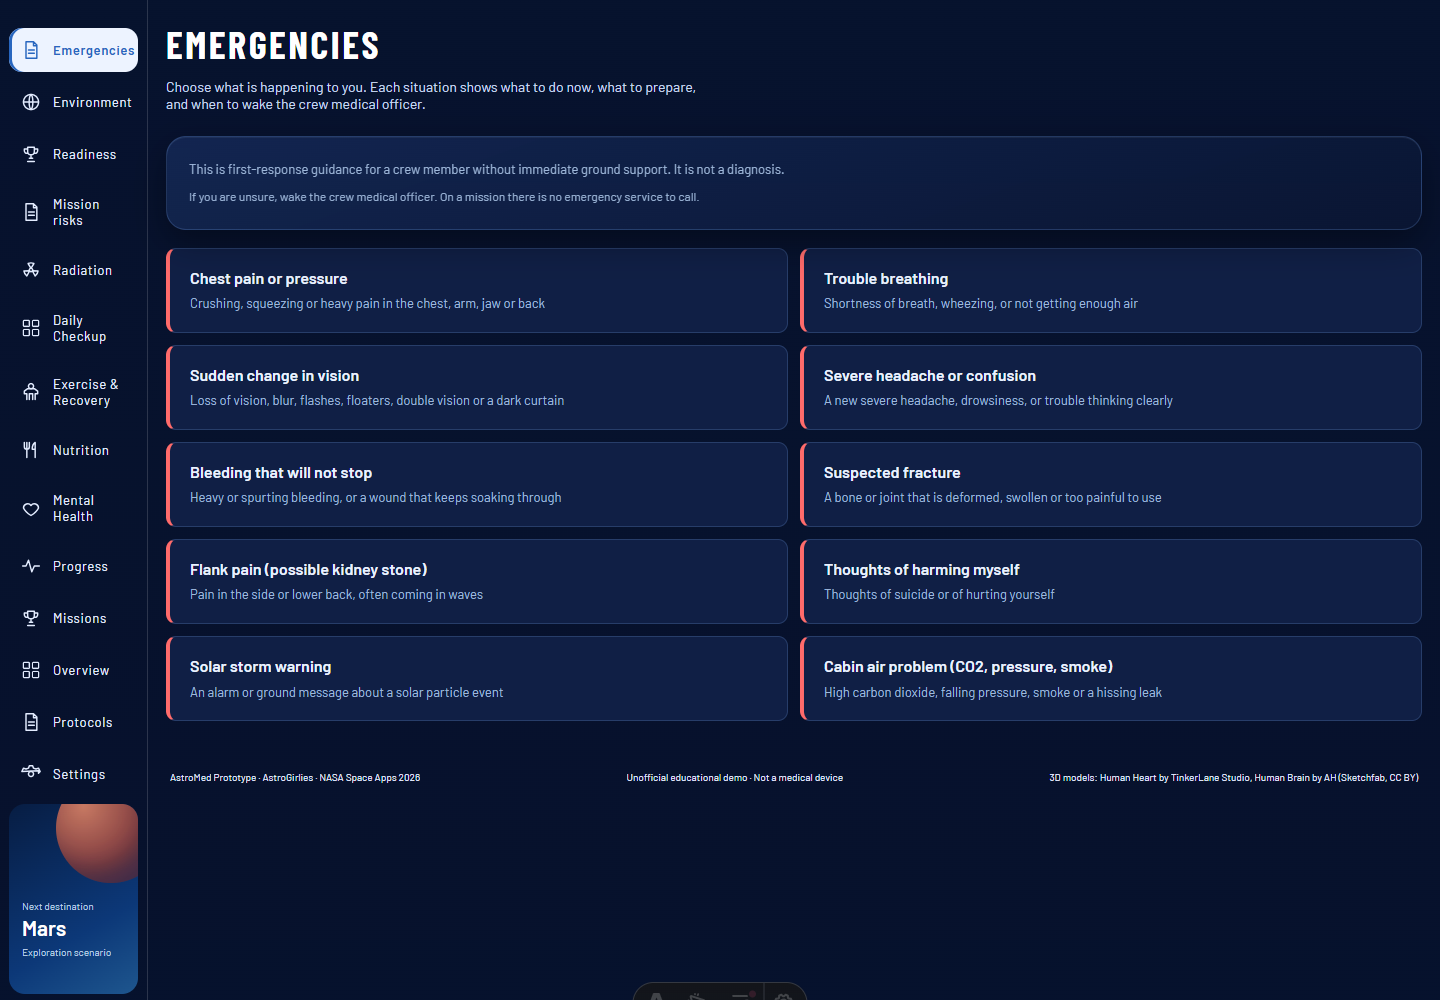 Emergencies
Environment
Readiness
Mission
risks
Radiation
Daily
Checkup
Exercise &
Recovery
Nutrition
Mental
Health
Progress
Missions
Overview
Protocols
Settings
Next destination
Mars
Exploration scenario
EMERGENCIES
Choose what is happening to you. Each situation shows what to do now, what to prepare,
and when to wake the crew medical officer.
This is first-response guidance for a crew member without immediate ground support. It is not a diagnosis.
If you are unsure, wake the crew medical officer. On a mission there is no emergency service to call.
Chest pain or pressure
Crushing, squeezing or heavy pain in the chest, arm, jaw or back
Trouble breathing
Shortness of breath, wheezing, or not getting enough air
Sudden change in vision
Loss of vision, blur, flashes, floaters, double vision or a dark curtain
Severe headache or confusion
A new severe headache, drowsiness, or trouble thinking clearly
Bleeding that will not stop
Heavy or spurting bleeding, or a wound that keeps soaking through
Suspected fracture
A bone or joint that is deformed, swollen or too painful to use
Flank pain (possible kidney stone)
Pain in the side or lower back, often coming in waves
Thoughts of harming myself
Thoughts of suicide or of hurting yourself
Solar storm warning
An alarm or ground message about a solar particle event
Cabin air problem (CO2, pressure, smoke)
High carbon dioxide, falling pressure, smoke or a hissing leak
AstroMed Prototype · AstroGirlies · NASA Space Apps 2026
Unofficial educational demo · Not a medical device
3D models: Human Heart by TinkerLane Studio, Human Brain by AH (Sketchfab, CC BY)